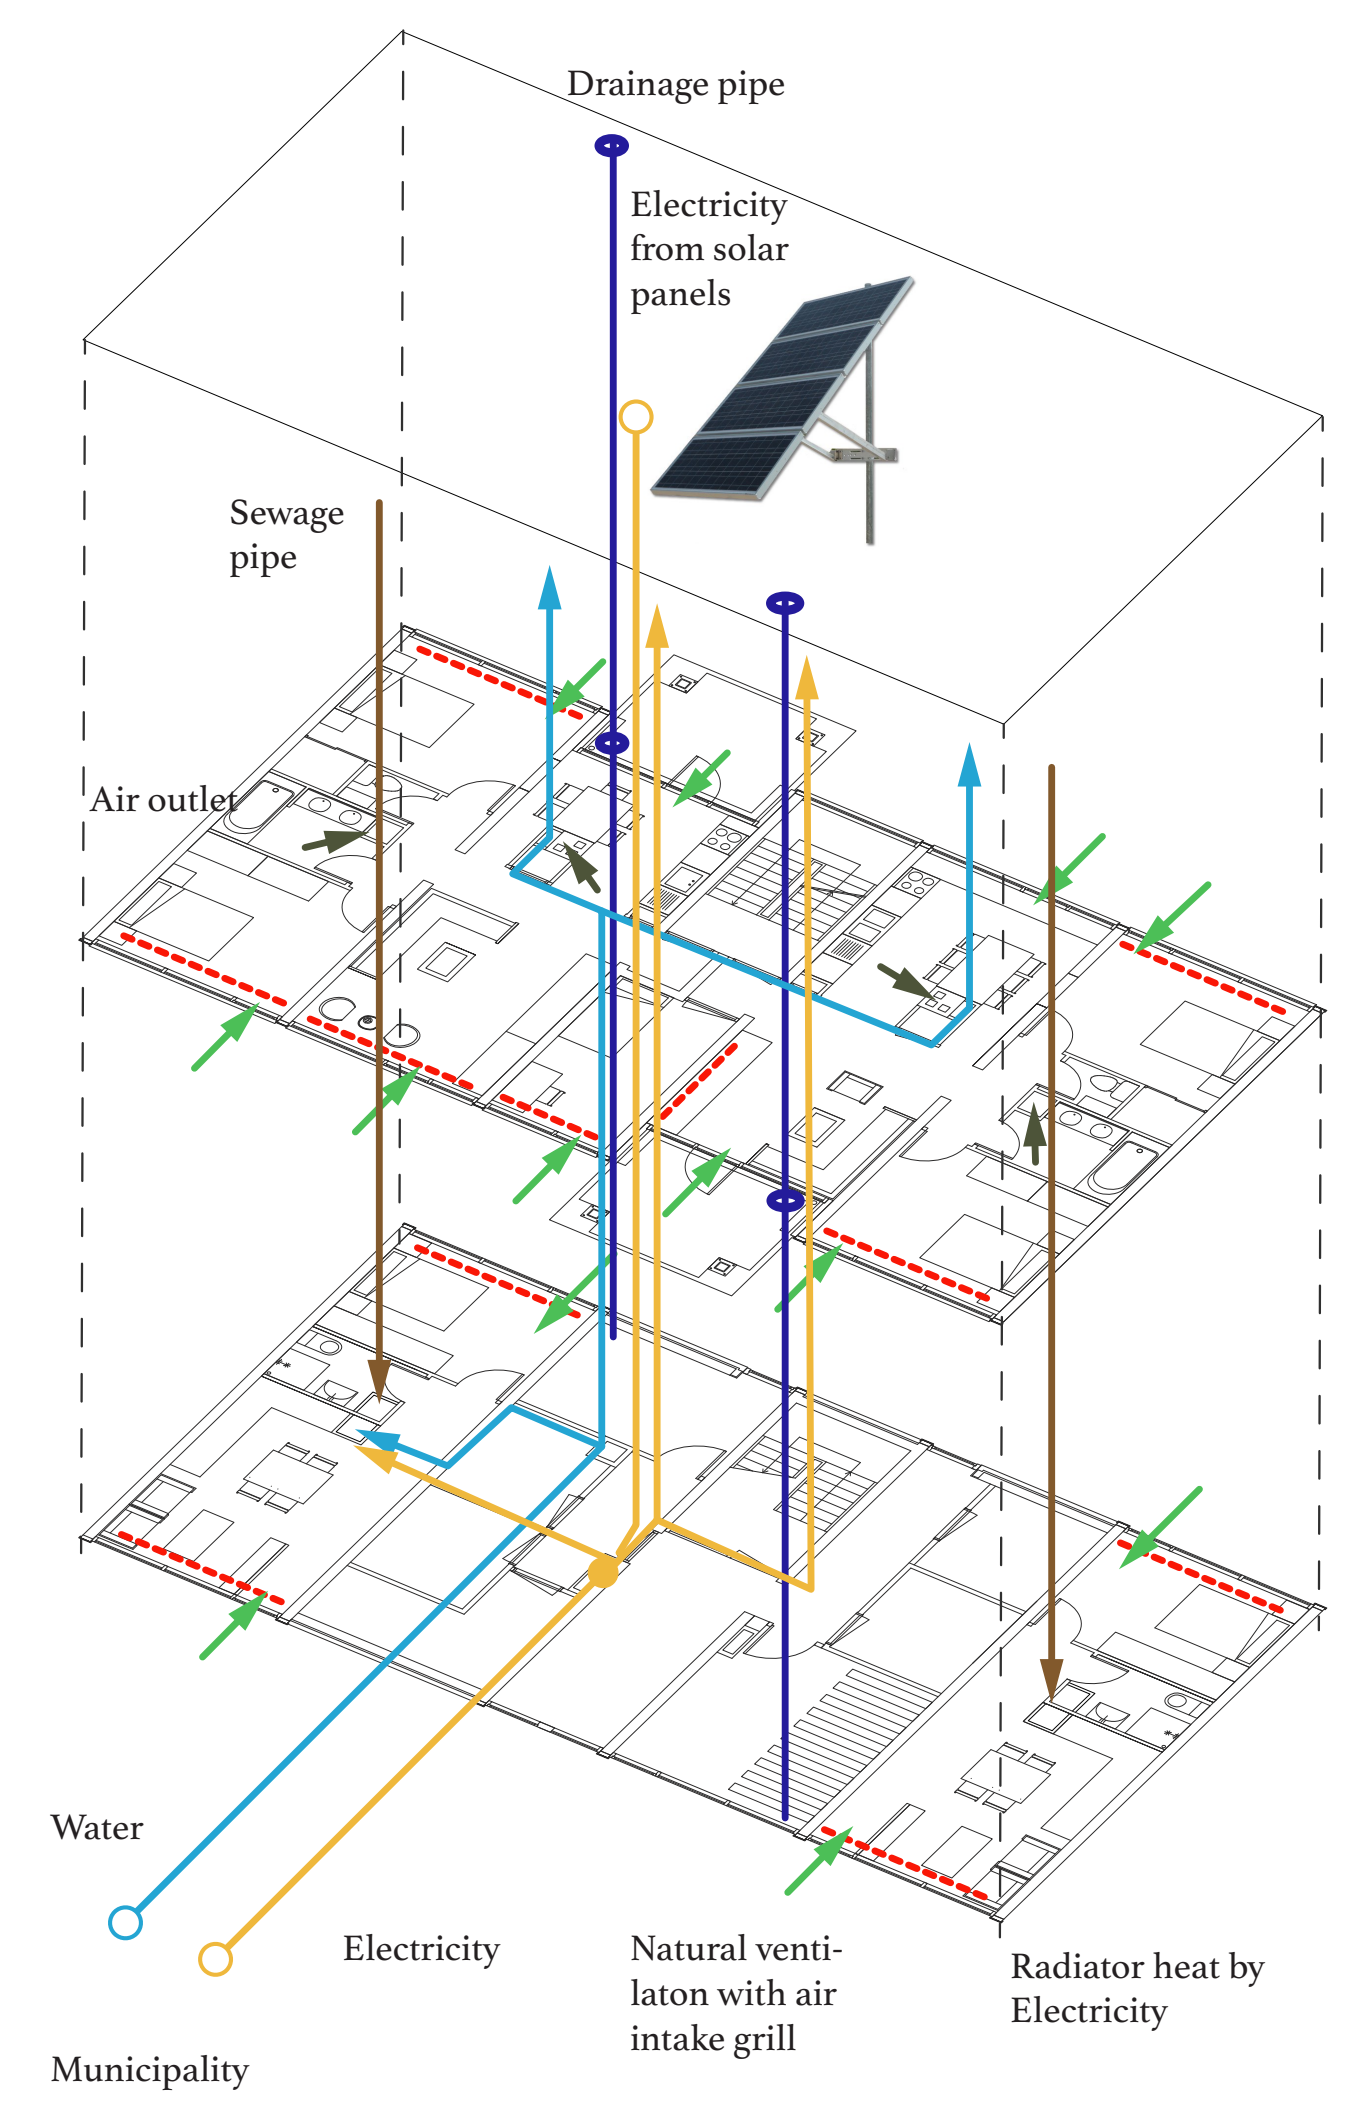 Drainage pipe
Electricity
from solar
panels
Sewage
pipe
Air outlet
Water
Electricity
Natural venti-
laton with air
intake grill
Radiator heat by
Electricity
Municipality